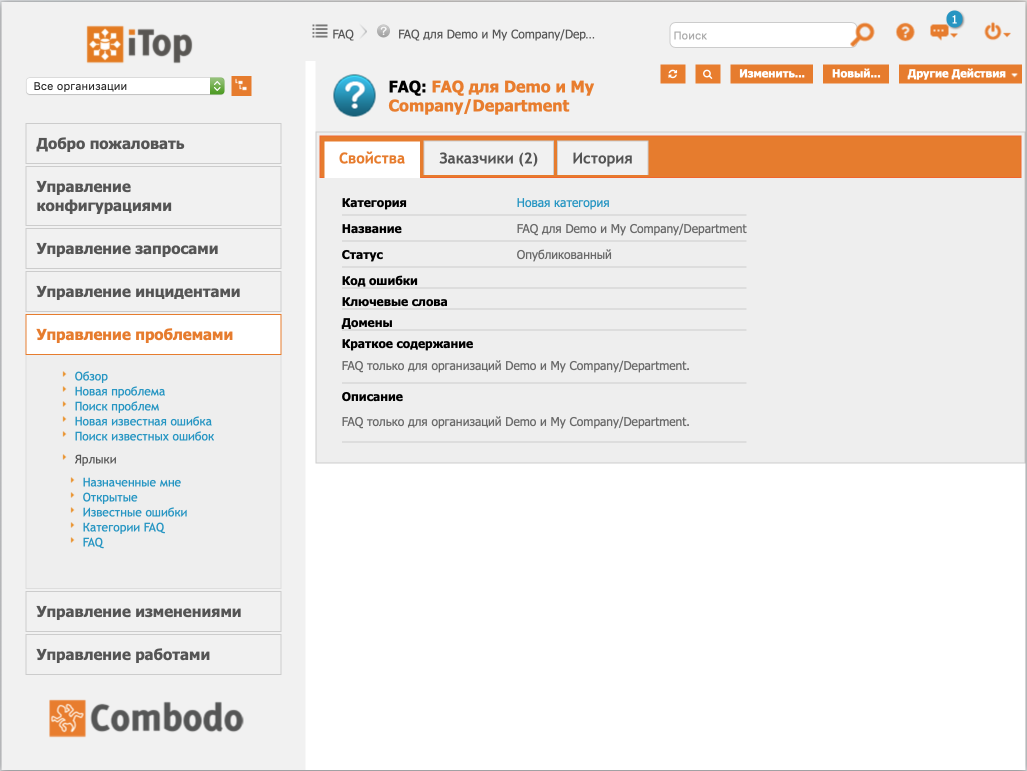 iTop
Все организации
Добро пожаловать
Управление
конфигурациями
Управление запросами
Управление инцидентами
Управление проблемами
Обзор
Новая проблема
Поиск проблем
Новая известная ошибка
Поиск известных ошибок
Ярлыки
Назначенные мне
Открытые
Известные ошибки
Категории FAQ
FAQ
Управление изменениями
Управление работами
Combodo
FAQ FAQ для Demo и My Company/Dep...
Поиск
? 1
Изменить... Новый... Другие Действия
? FAQ: FAQ для Demo и My
Company/Department
Свойства Заказчики (2) История
Категория Новая категория
Название FAQ для Demo и My Company/Department
Статус Опубликованный
Код ошибки
Ключевые слова
Домены
Краткое содержание
FAQ только для организаций Demo и My Company/Department.
Описание
FAQ только для организаций Demo и My Company/Department.